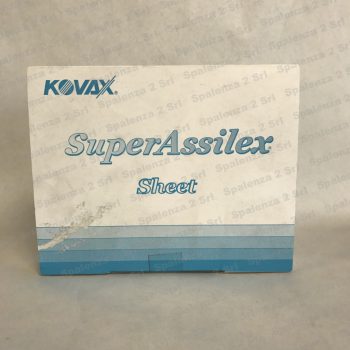 KOVAX®
SuperAssilex
Sheet
Spalenza 2 Srl